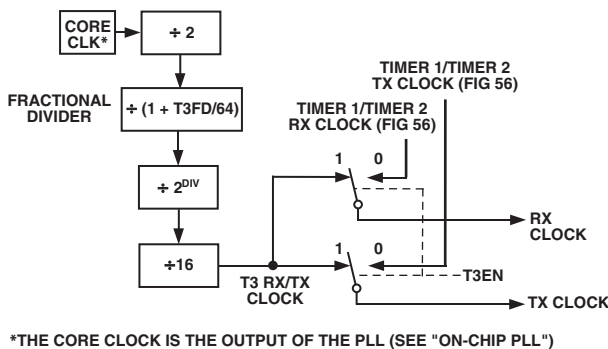 CORE
CLK*
÷ 2
TIMER 1/TIMER 2
TX CLOCK (FIG 56)
FRACTIONAL
DIVIDER
÷ (1 + T3FD/64)
TIMER 1/TIMER 2
RX CLOCK (FIG 56)
1 0
÷ 2DIV
RX
CLOCK
÷16
1 0
T3 RX/TX
CLOCK
T3EN
TX CLOCK
*THE CORE CLOCK IS THE OUTPUT OF THE PLL (SEE "ON-CHIP PLL")